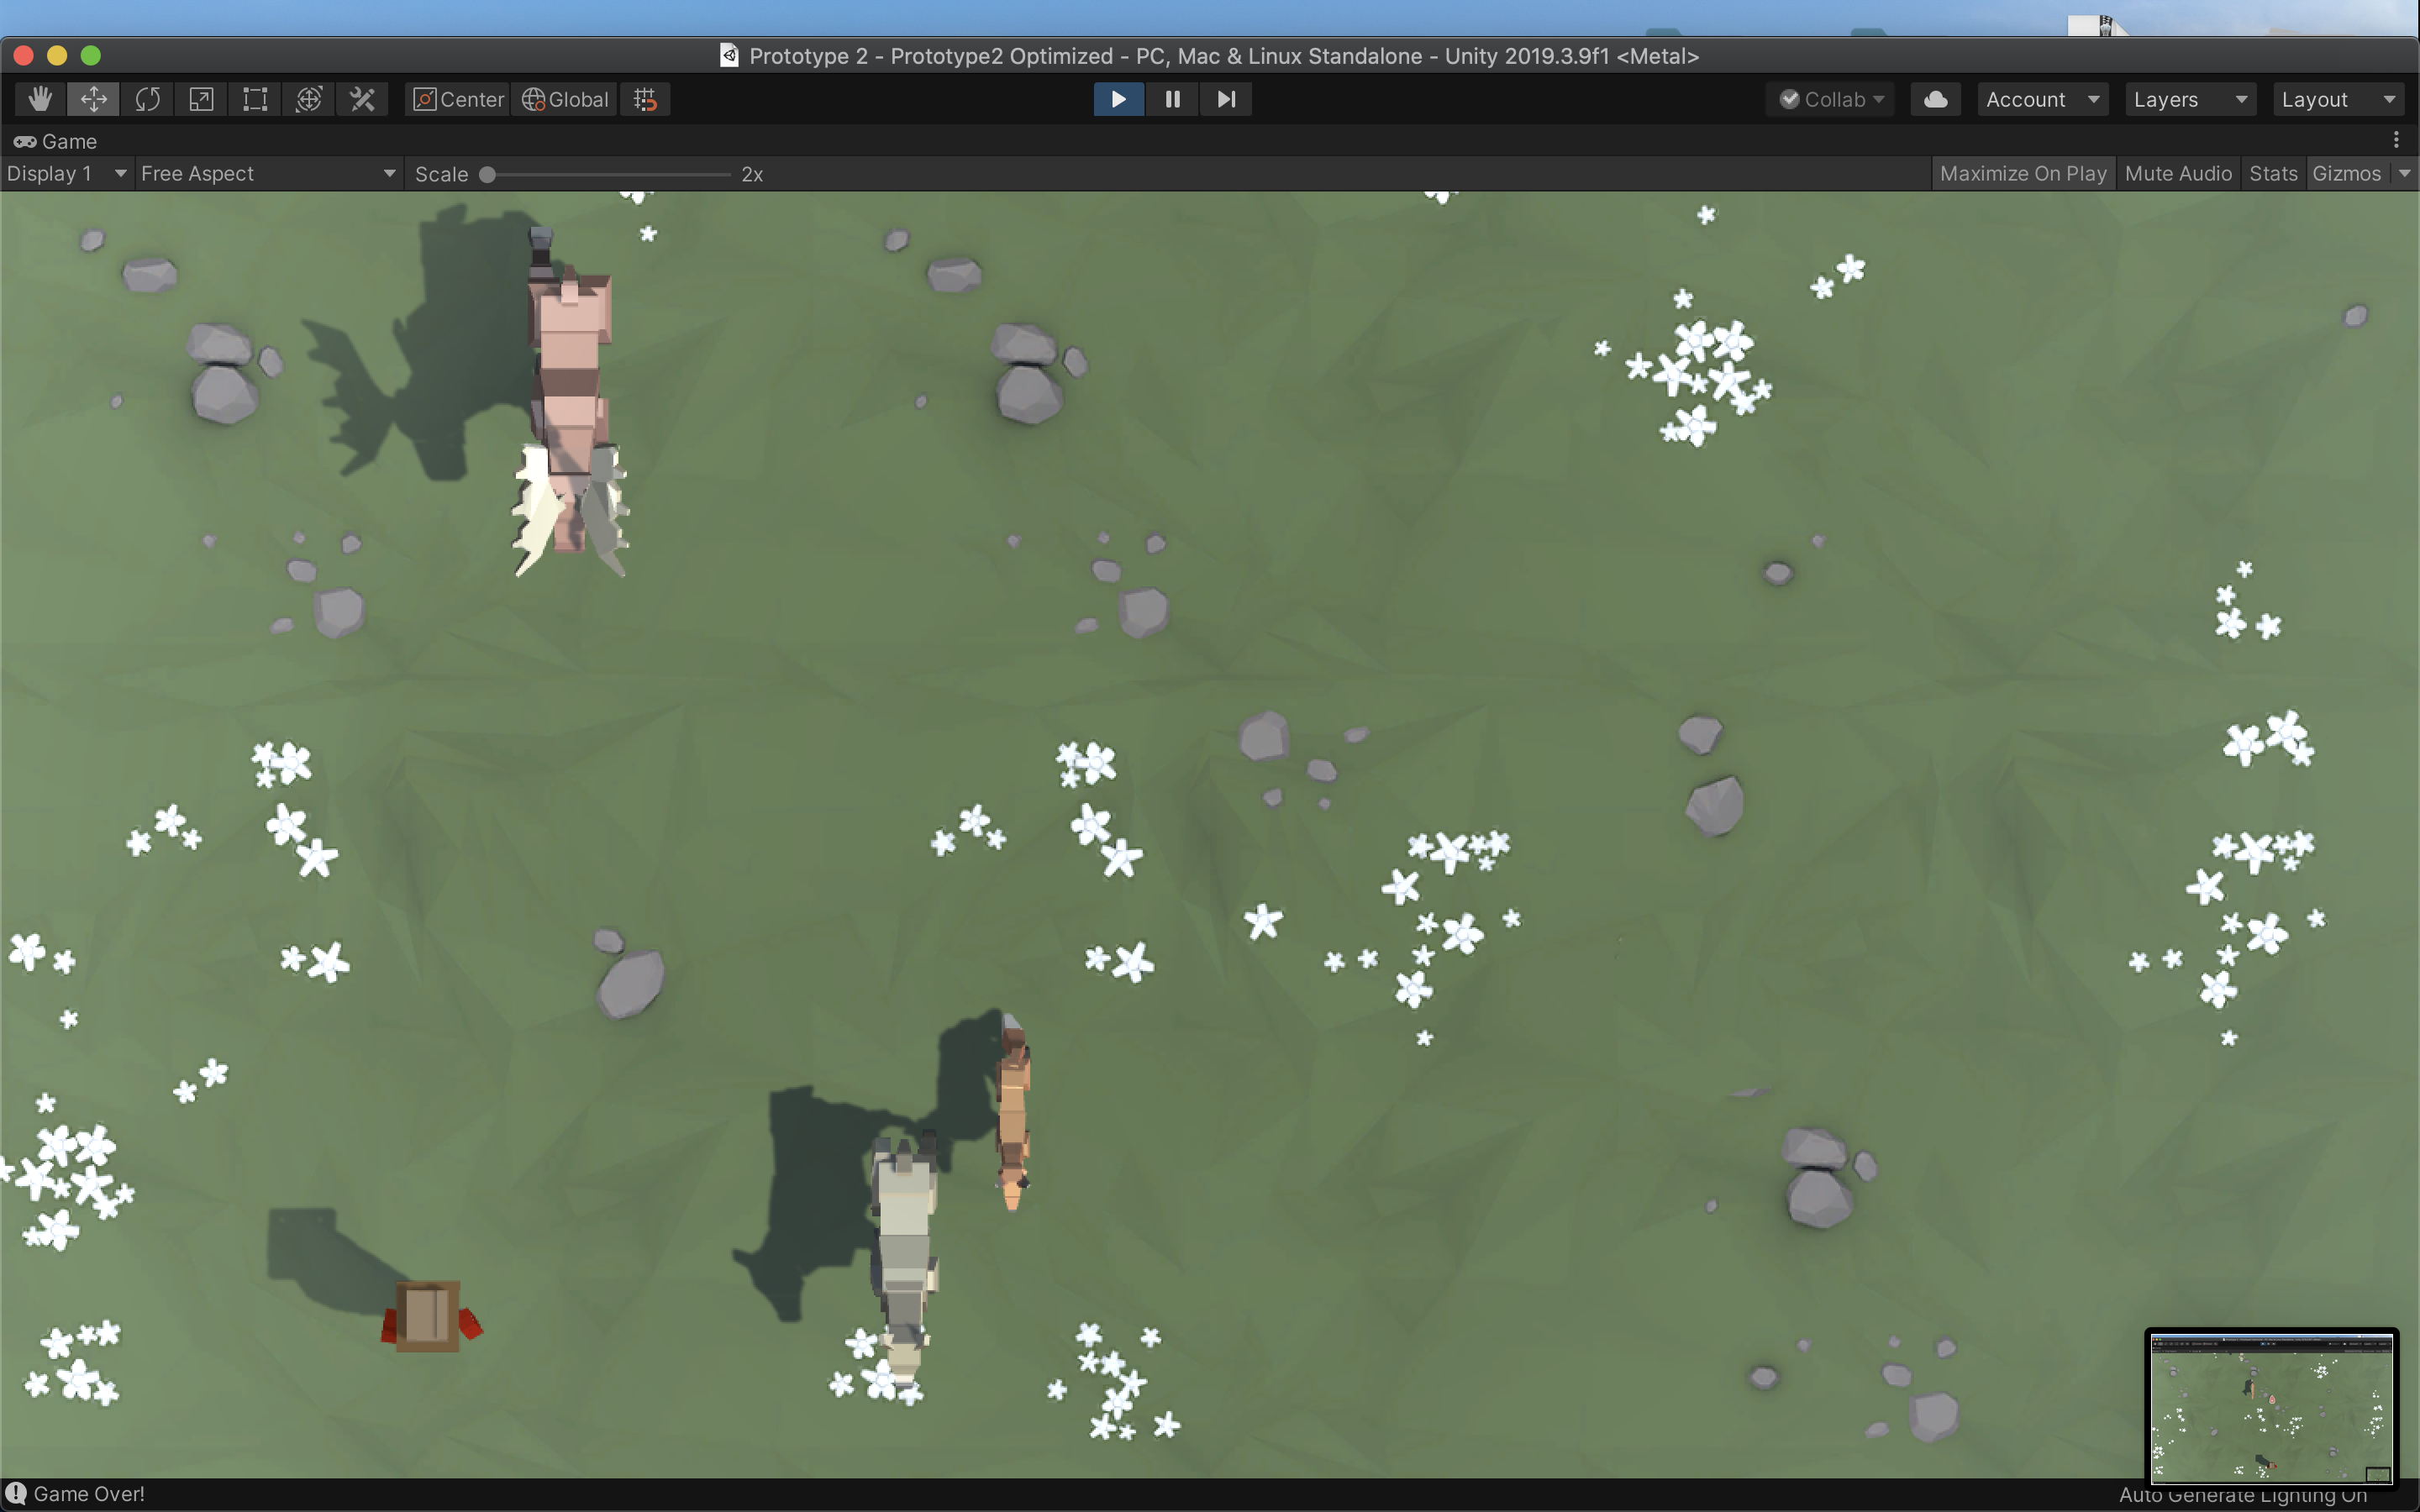 Prototype 2 - Prototype2 Optimized - PC, Mac & Linux Standalone - Unity 2019.3.9f1 <Metal>
Center Global Collab Account Layers Layout
Game
Display 1 Free Aspect Scale 2x Maximize On Play Mute Audio Stats Gizmos
Game Over! Auto Generate Lighting On